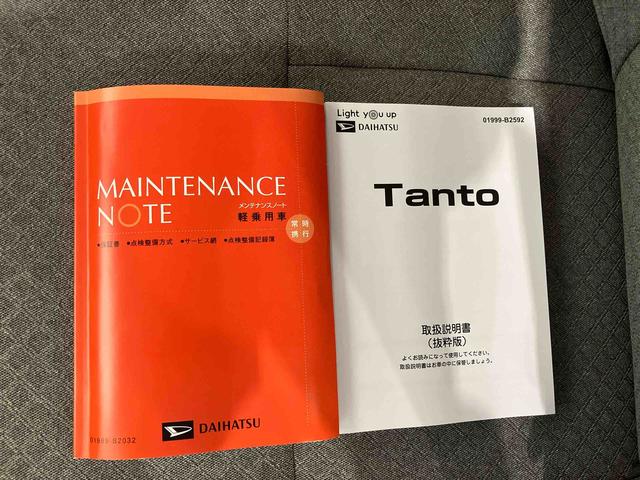 MAINTENANCE
NOTE
メンテナンスノート
軽乗用車
常時
携行
•保証書 •点検整備方式 •サービス網 •点検整備記録簿
DAIHATSU
01999-B2032
Light you up
DAIHATSU
01999-B2592
Tanto
取扱説明書
（抜粋版）
よくお読みになって使用してください。
取扱説明書はお車の中に保管しましょう。